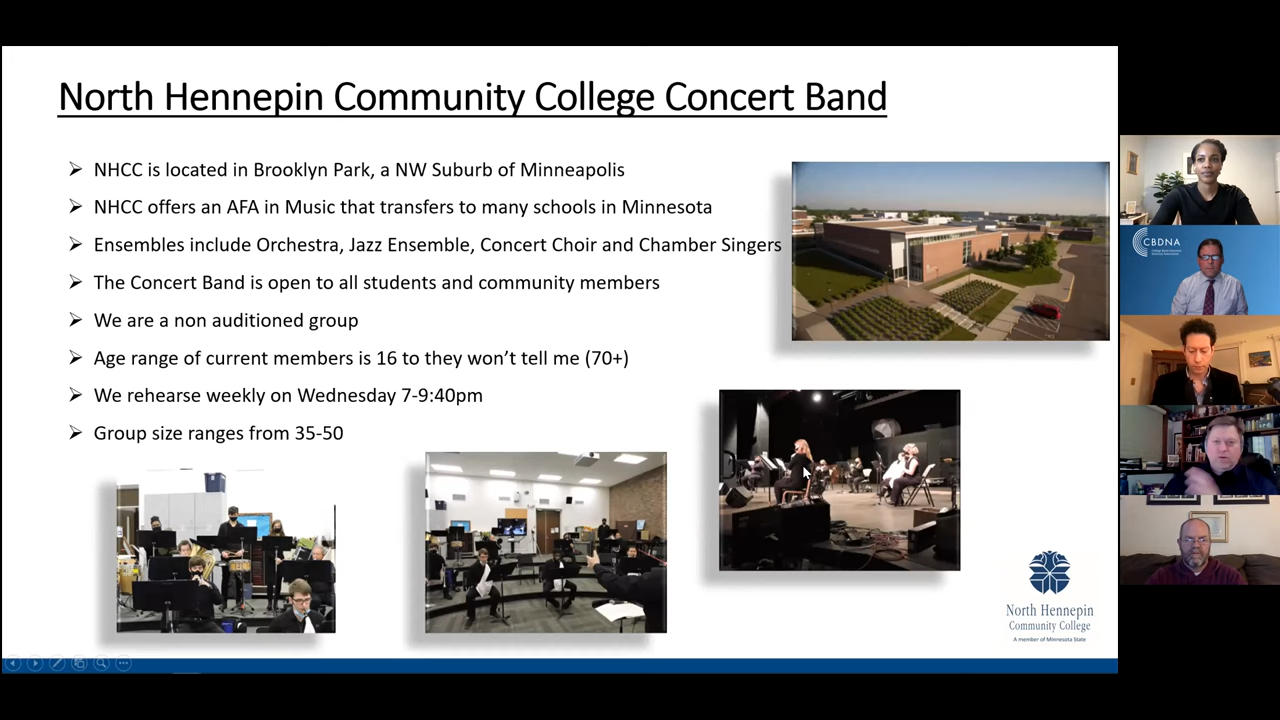 North Hennepin Community College Concert Band
NHCC is located in Brooklyn Park, a NW Suburb of Minneapolis
NHCC offers an AFA in Music that transfers to many schools in Minnesota
Ensembles include Orchestra, Jazz Ensemble, Concert Choir and Chamber Singers
The Concert Band is open to all students and community members
We are a non auditioned group
Age range of current members is 16 to they won't tell me (70+)
We rehearse weekly on Wednesday 7-9:40pm
Group size ranges from 35-50
North Hennepin
Community College
A member of Minnesota State
CBDNA